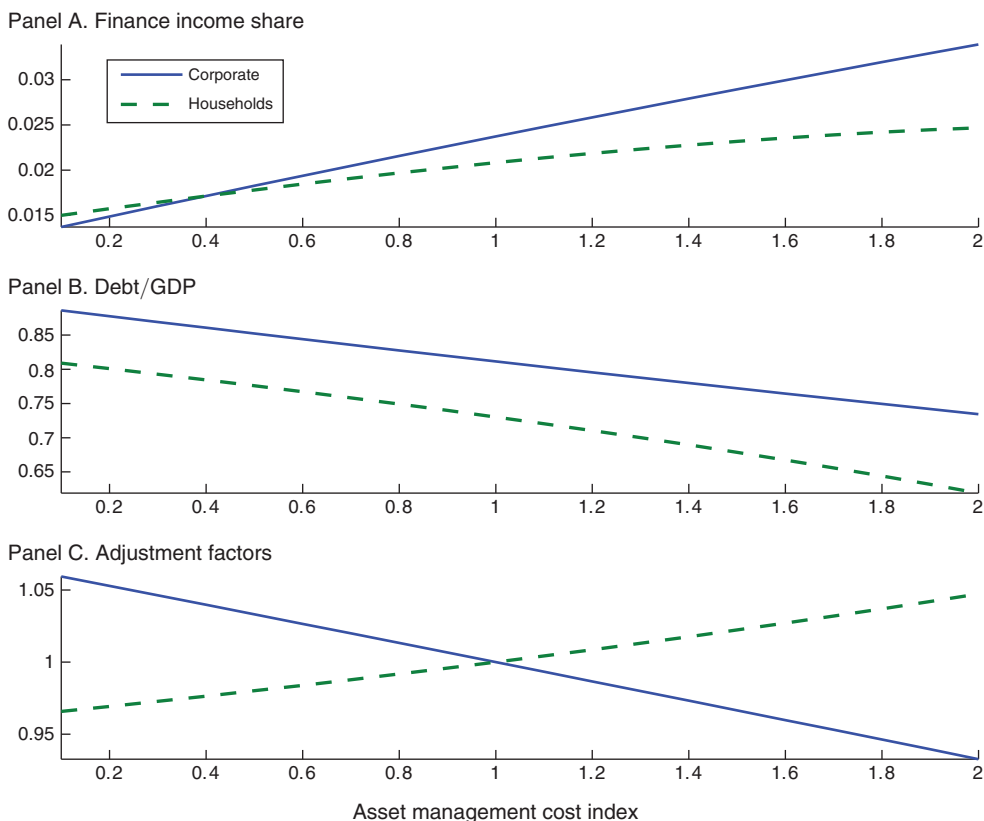 Panel A. Finance income share
Corporate
Households
0.03
0.025
0.02
0.015
0.2 0.4 0.6 0.8 1 1.2 1.4 1.6 1.8 2
Panel B. Debt/GDP
0.85
0.8
0.75
0.7
0.65
0.2 0.4 0.6 0.8 1 1.2 1.4 1.6 1.8 2
Panel C. Adjustment factors
1.05
1
0.95
0.2 0.4 0.6 0.8 1 1.2 1.4 1.6 1.8 2
Asset management cost index